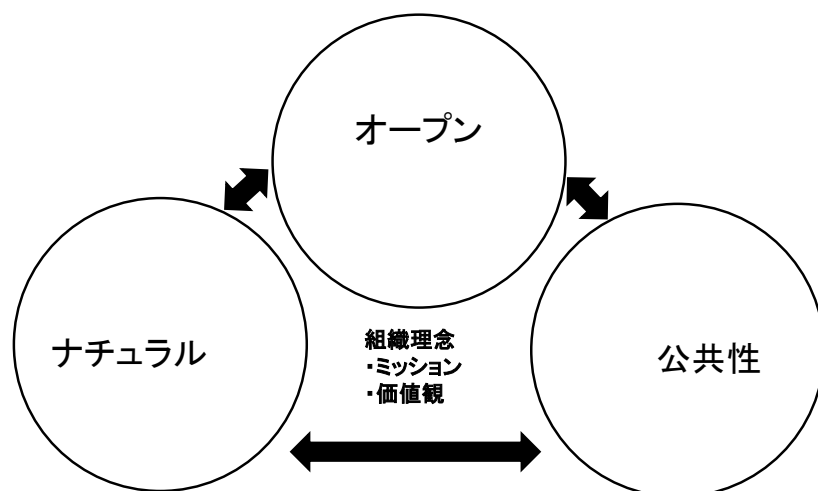 オープン
ナチュラル
組織理念
・ミッション
・価値観
公共性